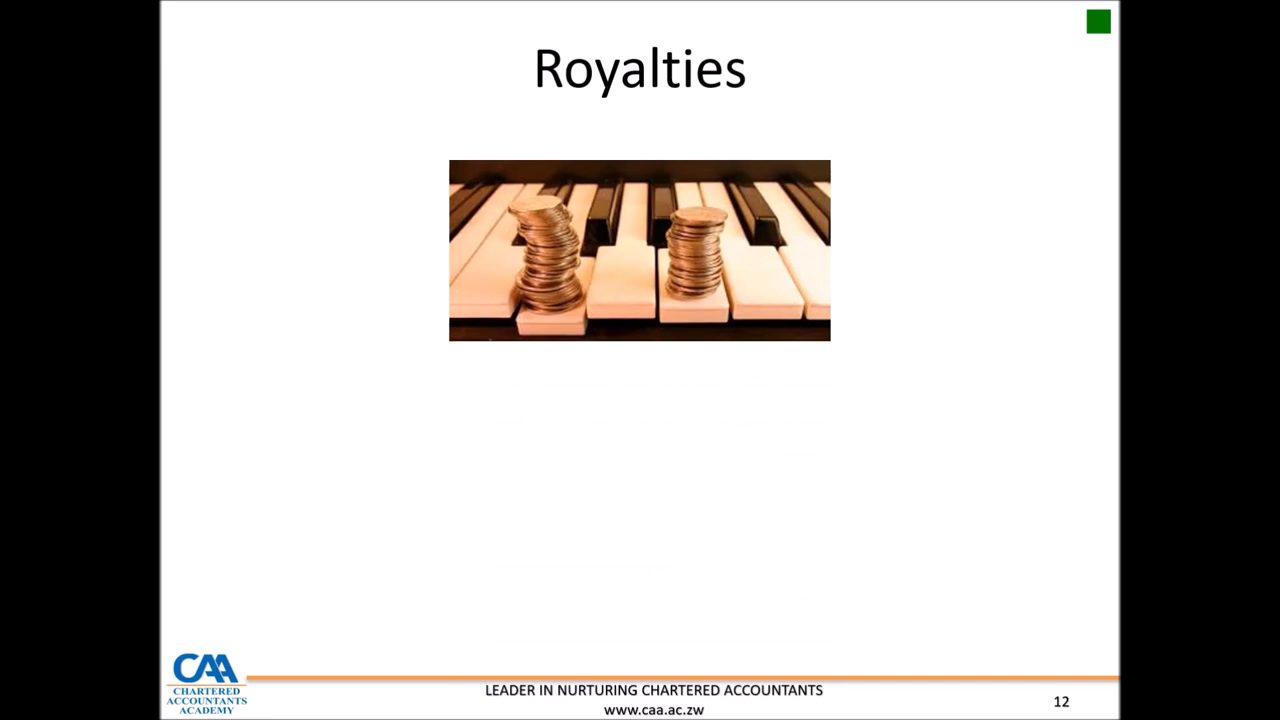 Royalties
CAA
CHARTERED
ACCOUNTANTS
ACADEMY
LEADER IN NURTURING CHARTERED ACCOUNTANTS
www.caa.ac.zw
12